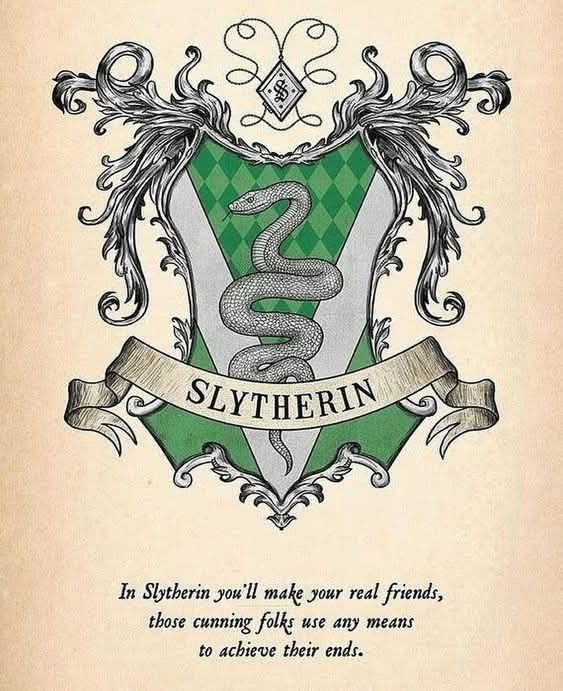 SLYTHERIN
In Slytherin you'll make your real friends,
those cunning folks use any means
to achieve their ends.